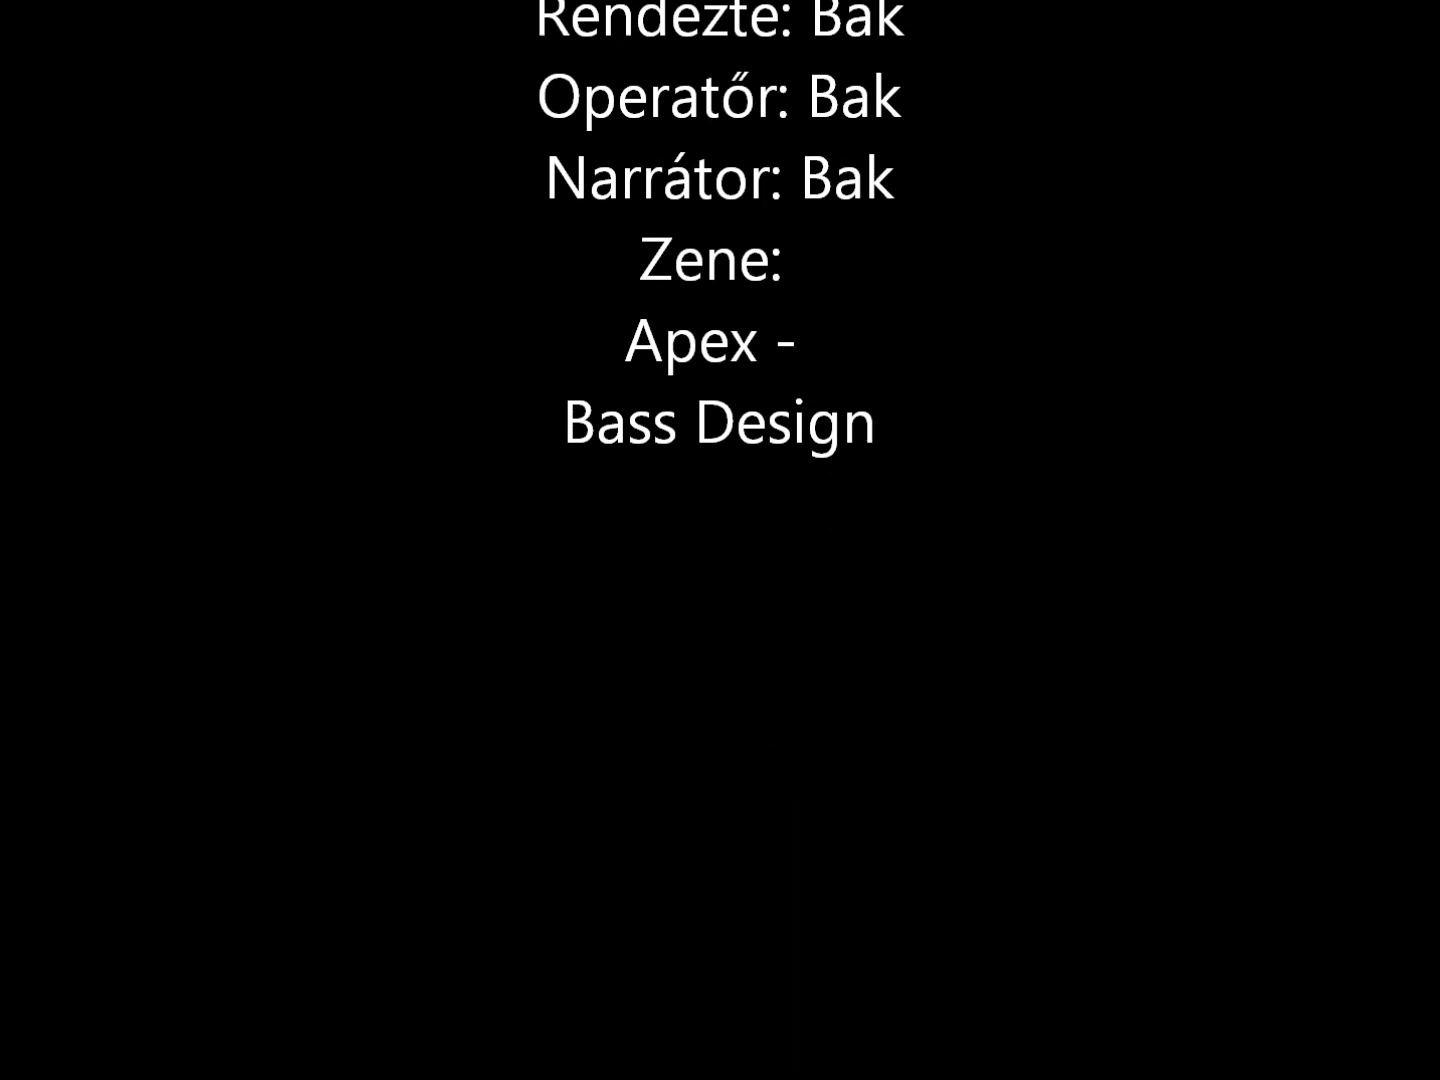 Rendezte: Bak
Operatőr: Bak
Narrátor: Bak
Zene:
Apex -
Bass Design